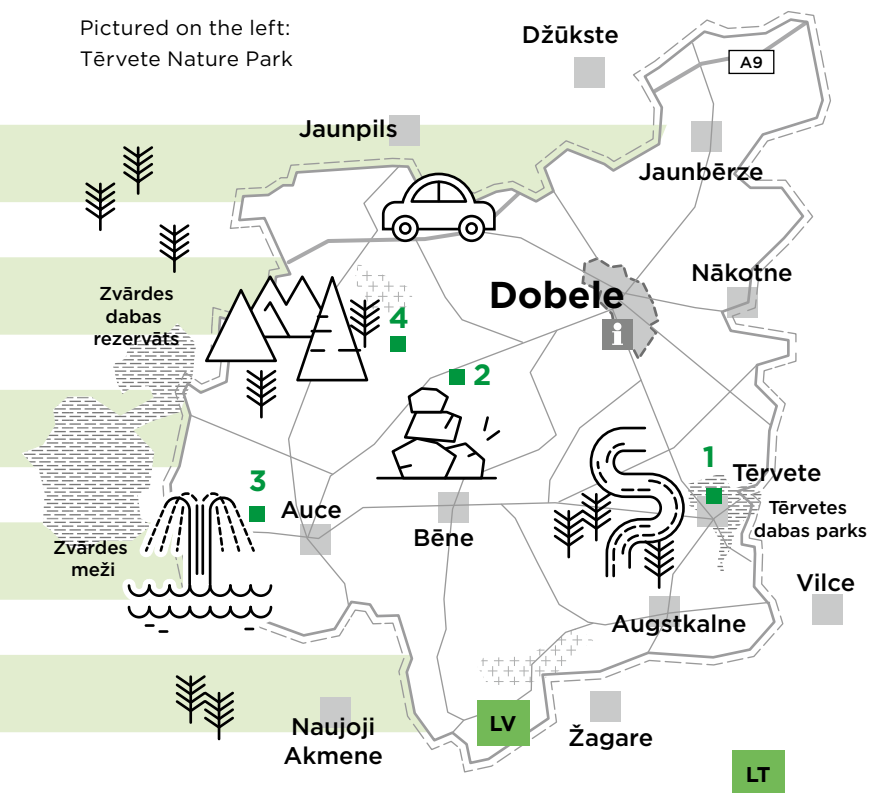 Pictured on the left:
Tērvete Nature Park
Džūkste
A9
Jaunpils
Jaunbērze
Nākotne
Zvārdes
dabas
rezervāts
Dobele
i
4
2
1
Tērvete
3
Auce
Tērvetes
dabas parks
Bēne
Zvārdes
meži
Vilce
Augstkalne
LV
Naujoji
Akmene
Žagare
LT